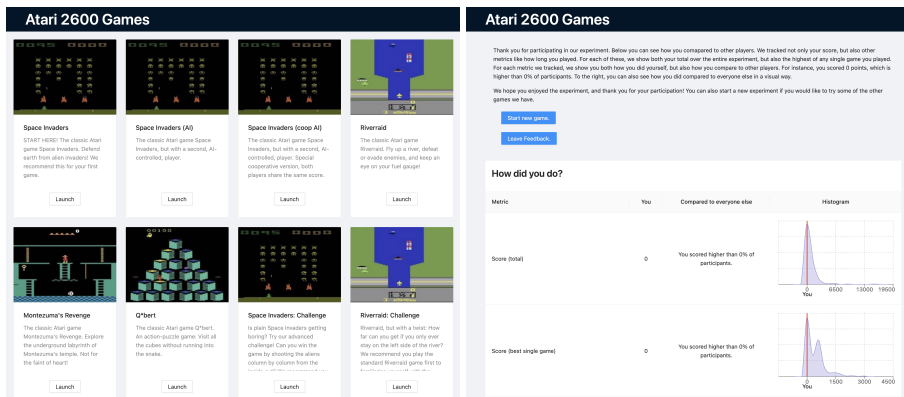 Atari 2600 Games
Space Invaders
START HERE! The classic Atari
game Space Invaders. Defend
earth from alien invaders! We
recommend this for your first
game.
Launch
Space Invaders (AI)
The classic Atari game Space
Invaders, but with a second, AI-
controlled, player.
Launch
Space Invaders (coop AI)
The classic Atari game Space
Invaders, but with a second, AI-
controlled, player. Special
cooperative version, both
players share the same score.
Launch
Riverraid
The classic Atari game
Riverraid. Fly up a river, defeat
or evade enemies, and keep an
eye on your fuel gauge!
Launch
Montezuma's Revenge
The classic Atari game
Montezuma's Revenge. Explore
the underground labyrinth of
Montezuma's temple. Not for
the faint of heart!
Launch
Q*bert
The classic Atari game Q*bert.
An action-puzzle game: Visit all
the cubes without running into
the snake.
Launch
Space Invaders: Challenge
Is plain Space Invaders getting
boring? Try our advanced
challenge! Can you win the
game by shooting the aliens
column by column from the
Launch
Riverraid: Challenge
Riverraid, but with a twist: How
far can you get if you only ever
stay on the left side of the river?
We recommend you play the
standard Riverraid game first to
Launch
Atari 2600 Games
Thank you for participating in our experiment. Below you can see how you comapared to other players. We tracked not only your score, but also other
metrics like how long you played. For each of these, we show both your total over the entire experiment, but also the highest of any single game you played.
For each metric we tracked, we show you both how you did yourself, but also how you compare to other players. For instance, you scored 0 points, which is
higher than 0% of participants. To the right, you can also see how you did compared to everyone else in a visual way.
We hope you enjoyed the experiment, and thank you for your participation! You can also start a new experiment if you would like to try some of the other
games we have.
Start new game.
Leave Feedback.
How did you do?
Metric You Compared to everyone else Histogram
Score (total) 0 You scored higher than 0% of
participants.
0 6500 13000 19500
You
Score (best single game) 0 You scored higher than 0% of
participants.
0 1500 3000 4500
You